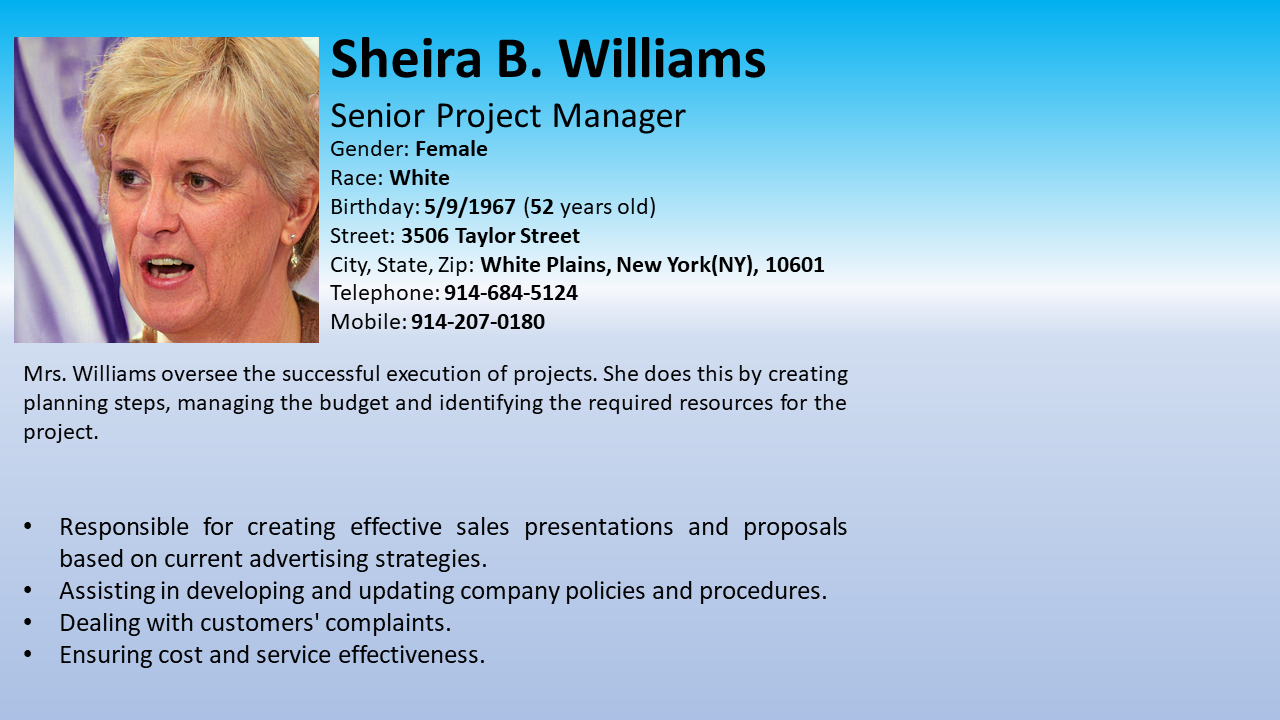 Sheira B. Williams
Senior Project Manager
Gender: Female
Race: White
Birthday: 5/9/1967 (52 years old)
Street: 3506 Taylor Street
City, State, Zip: White Plains, New York(NY), 10601
Telephone: 914-684-5124
Mobile: 914-207-0180
Mrs. Williams oversee the successful execution of projects. She does this by creating
planning steps, managing the budget and identifying the required resources for the
project.
• Responsible for creating effective sales presentations and proposals
based on current advertising strategies.
• Assisting in developing and updating company policies and procedures.
• Dealing with customers' complaints.
• Ensuring cost and service effectiveness.